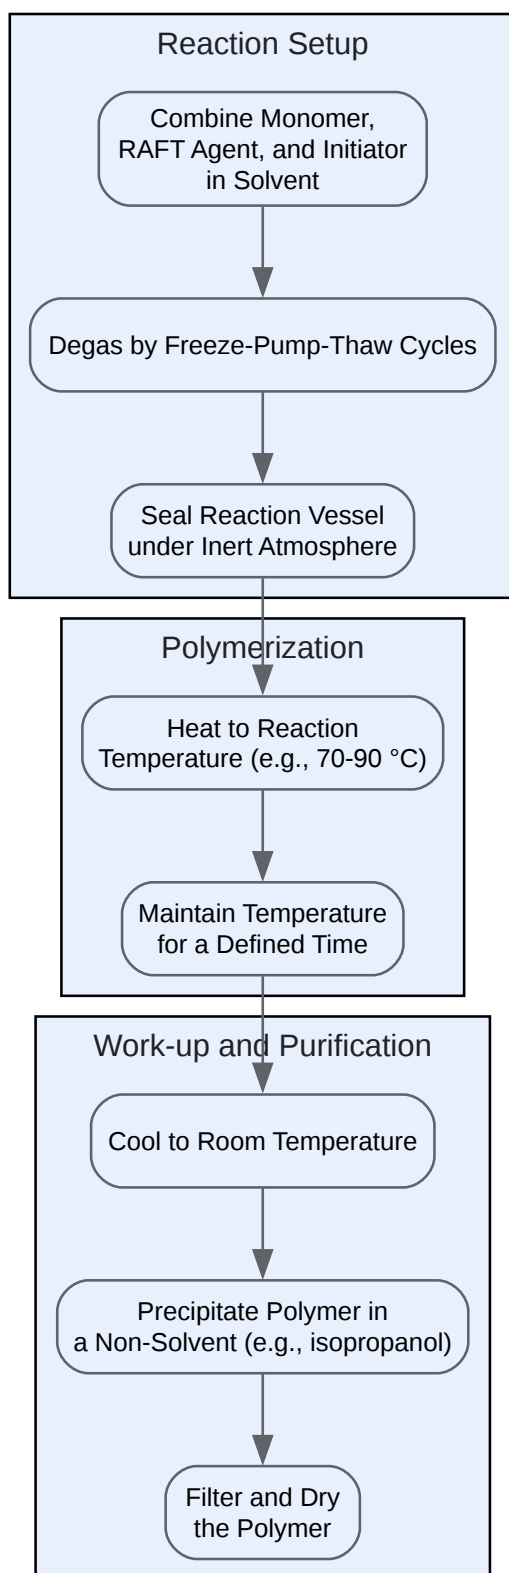 Reaction Setup
Combine Monomer,
RAFT Agent, and Initiator
in Solvent
Degas by Freeze-Pump-Thaw Cycles
Seal Reaction Vessel
under Inert Atmosphere
Polymerization
Heat to Reaction
Temperature (e.g., 70-90 °C)
Maintain Temperature
for a Defined Time
Work-up and Purification
Cool to Room Temperature
Precipitate Polymer in
a Non-Solvent (e.g., isopropanol)
Filter and Dry
the Polymer